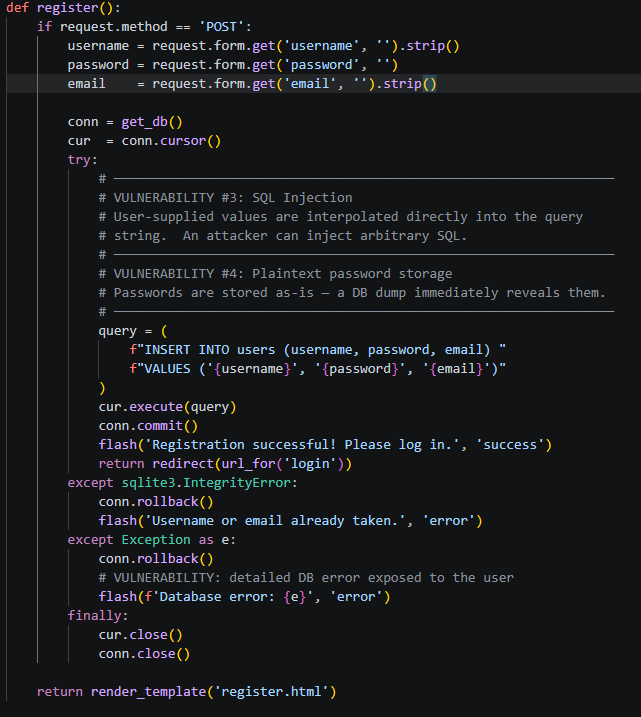 def register():
    if request.method == 'POST':
        username = request.form.get('username', '').strip()
        password = request.form.get('password', '')
        email    = request.form.get('email', '').strip()

        conn = get_db()
        cur  = conn.cursor()
        try:
            # ─────────────────────────────────────────────────────────────────
            # VULNERABILITY #3: SQL Injection
            # User-supplied values are interpolated directly into the query
            # string.  An attacker can inject arbitrary SQL.
            # ─────────────────────────────────────────────────────────────────
            # VULNERABILITY #4: Plaintext password storage
            # Passwords are stored as-is — a DB dump immediately reveals them.
            # ─────────────────────────────────────────────────────────────────
            query = (
                f"INSERT INTO users (username, password, email) "
                f"VALUES ('{username}', '{password}', '{email}')"
            )
            cur.execute(query)
            conn.commit()
            flash('Registration successful! Please log in.', 'success')
            return redirect(url_for('login'))
        except sqlite3.IntegrityError:
            conn.rollback()
            flash('Username or email already taken.', 'error')
        except Exception as e:
            conn.rollback()
            # VULNERABILITY: detailed DB error exposed to the user
            flash(f'Database error: {e}', 'error')
        finally:
            cur.close()
            conn.close()

    return render_template('register.html')